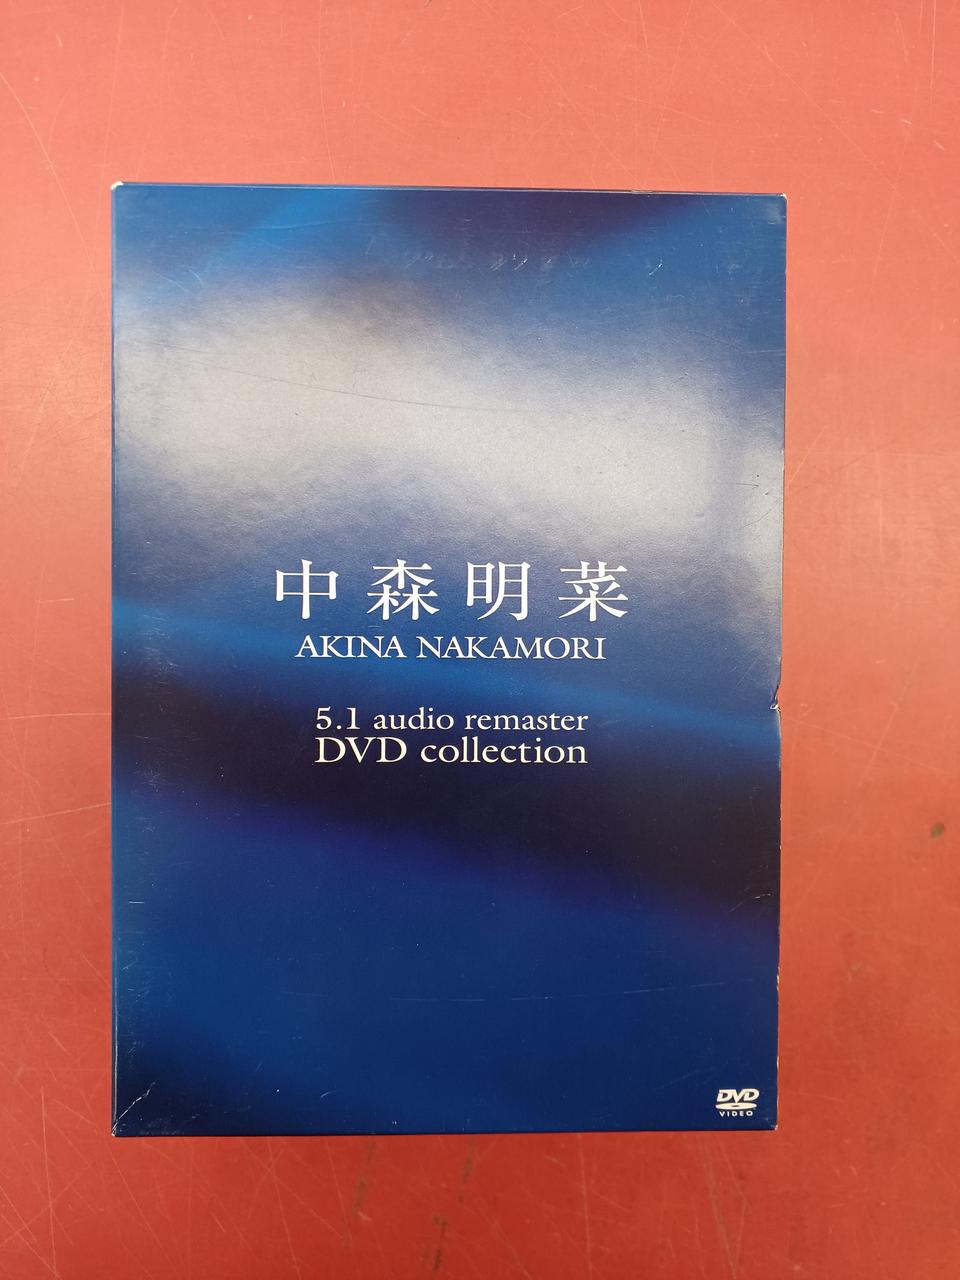 中森明菜
AKINA NAKAMORI
5.1 audio remaster
DVD collection
DVD
VIDEO